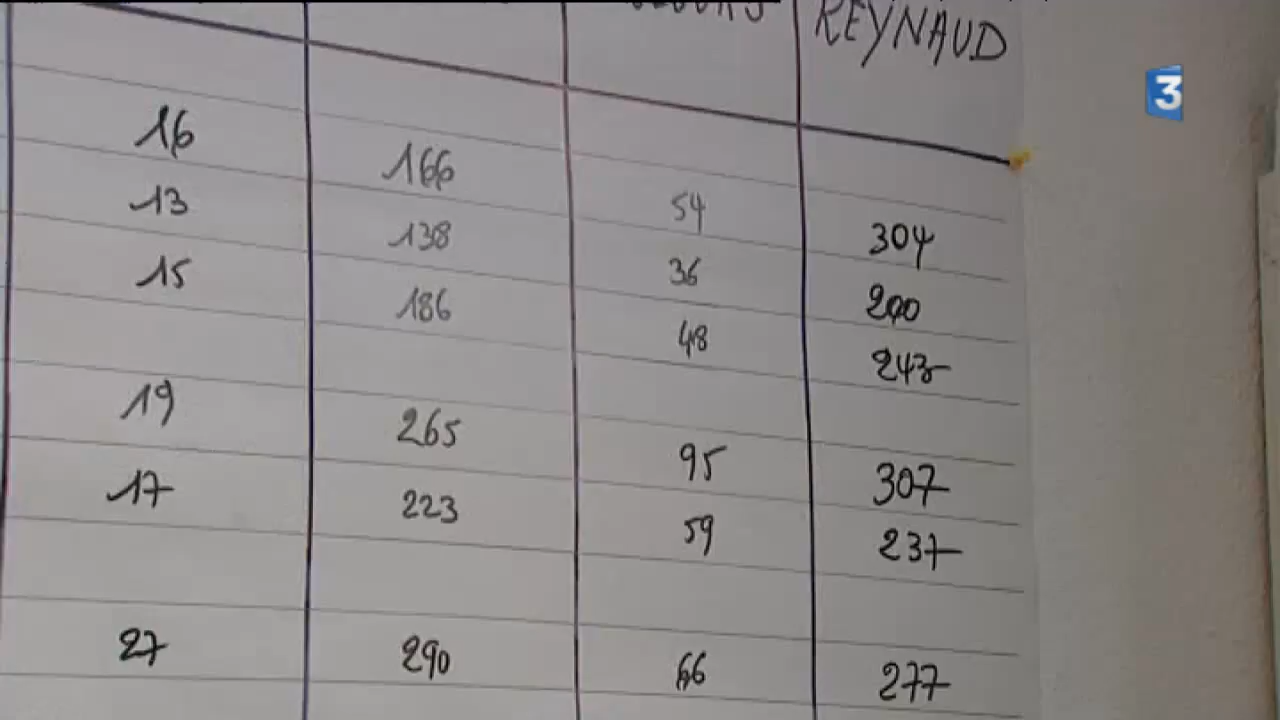 REYNAUD
3
16 166 54 304
13 138 36 200
15 186 48 243
19 265 95 307
17 223 59 237
27 290 66 277